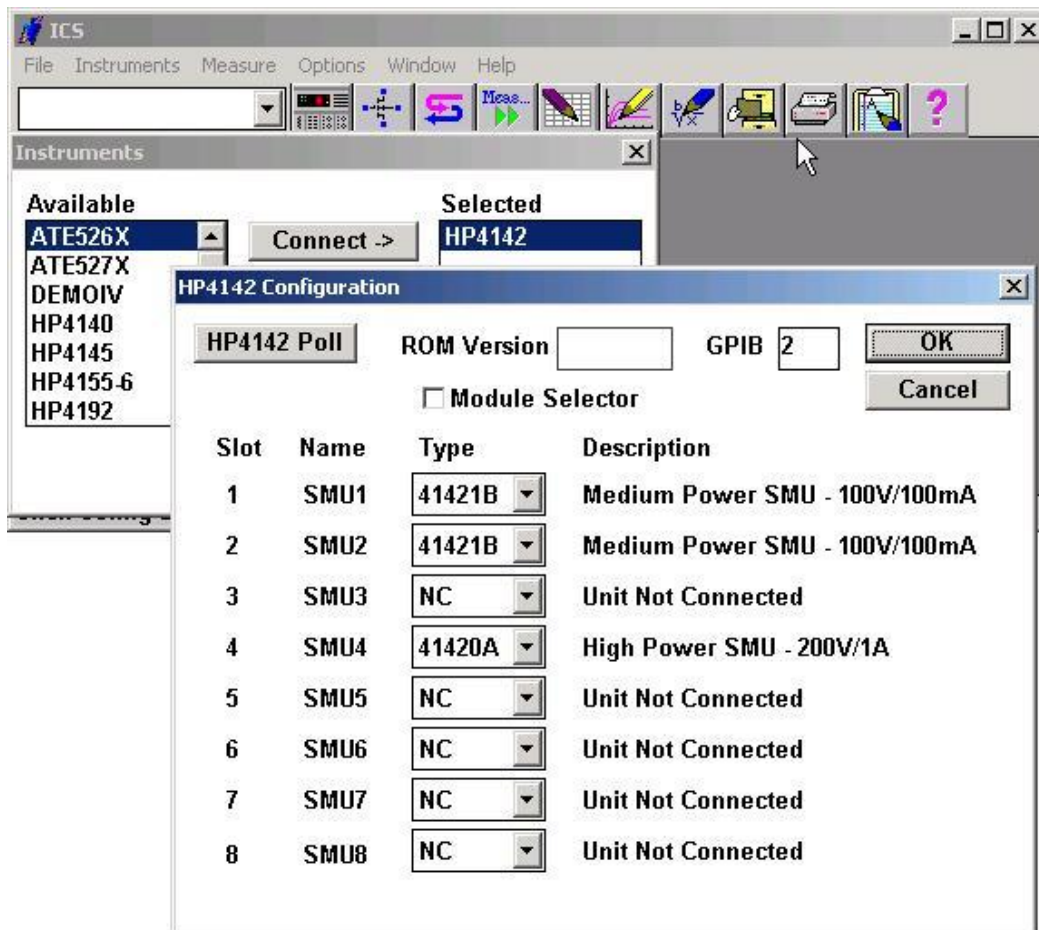 ICS
File Instruments Measure Options Window Help
Meas...
Instruments
Available
Selected
ATE526X
Connect ->
HP4142
ATE527X
DEMOIV
HP4140
HP4145
HP4155-6
HP4192
HP4142 Configuration
HP4142 Poll
ROM Version
GPIB 2
OK
Module Selector
Cancel
Slot Name Type Description
1 SMU1 41421B Medium Power SMU - 100V/100mA
2 SMU2 41421B Medium Power SMU - 100V/100mA
3 SMU3 NC Unit Not Connected
4 SMU4 41420A High Power SMU - 200V/1A
5 SMU5 NC Unit Not Connected
6 SMU6 NC Unit Not Connected
7 SMU7 NC Unit Not Connected
8 SMU8 NC Unit Not Connected